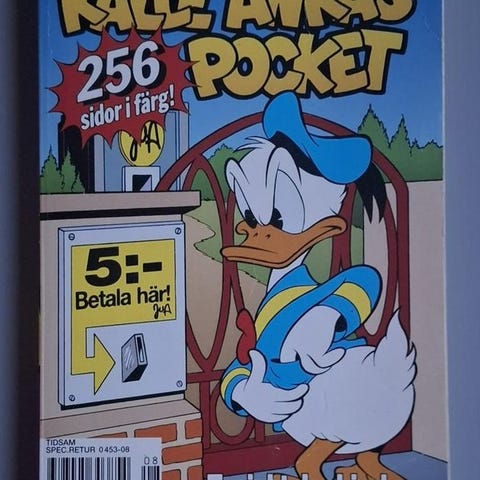 KALLE ANKAS
POCKET
256
sidor i färg!
J.v.A
5:-
Betala här!
J.v.A
TIDSAM
SPEC.RETUR 0453-08
08